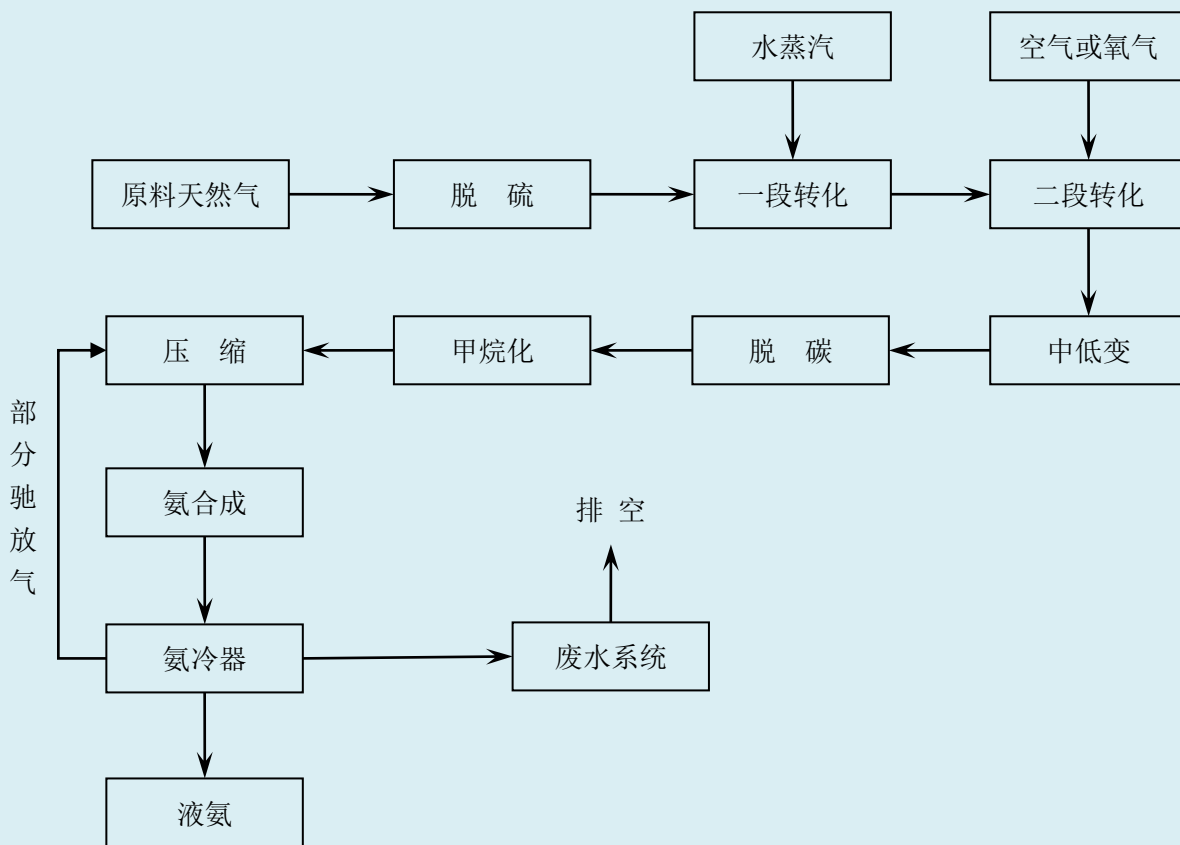 水蒸汽
空气或氧气
原料天然气
脱 硫
一段转化
二段转化
压 缩
甲烷化
脱 碳
中低变
部分驰放气
氨合成
排 空
氨冷器
废水系统
液氨